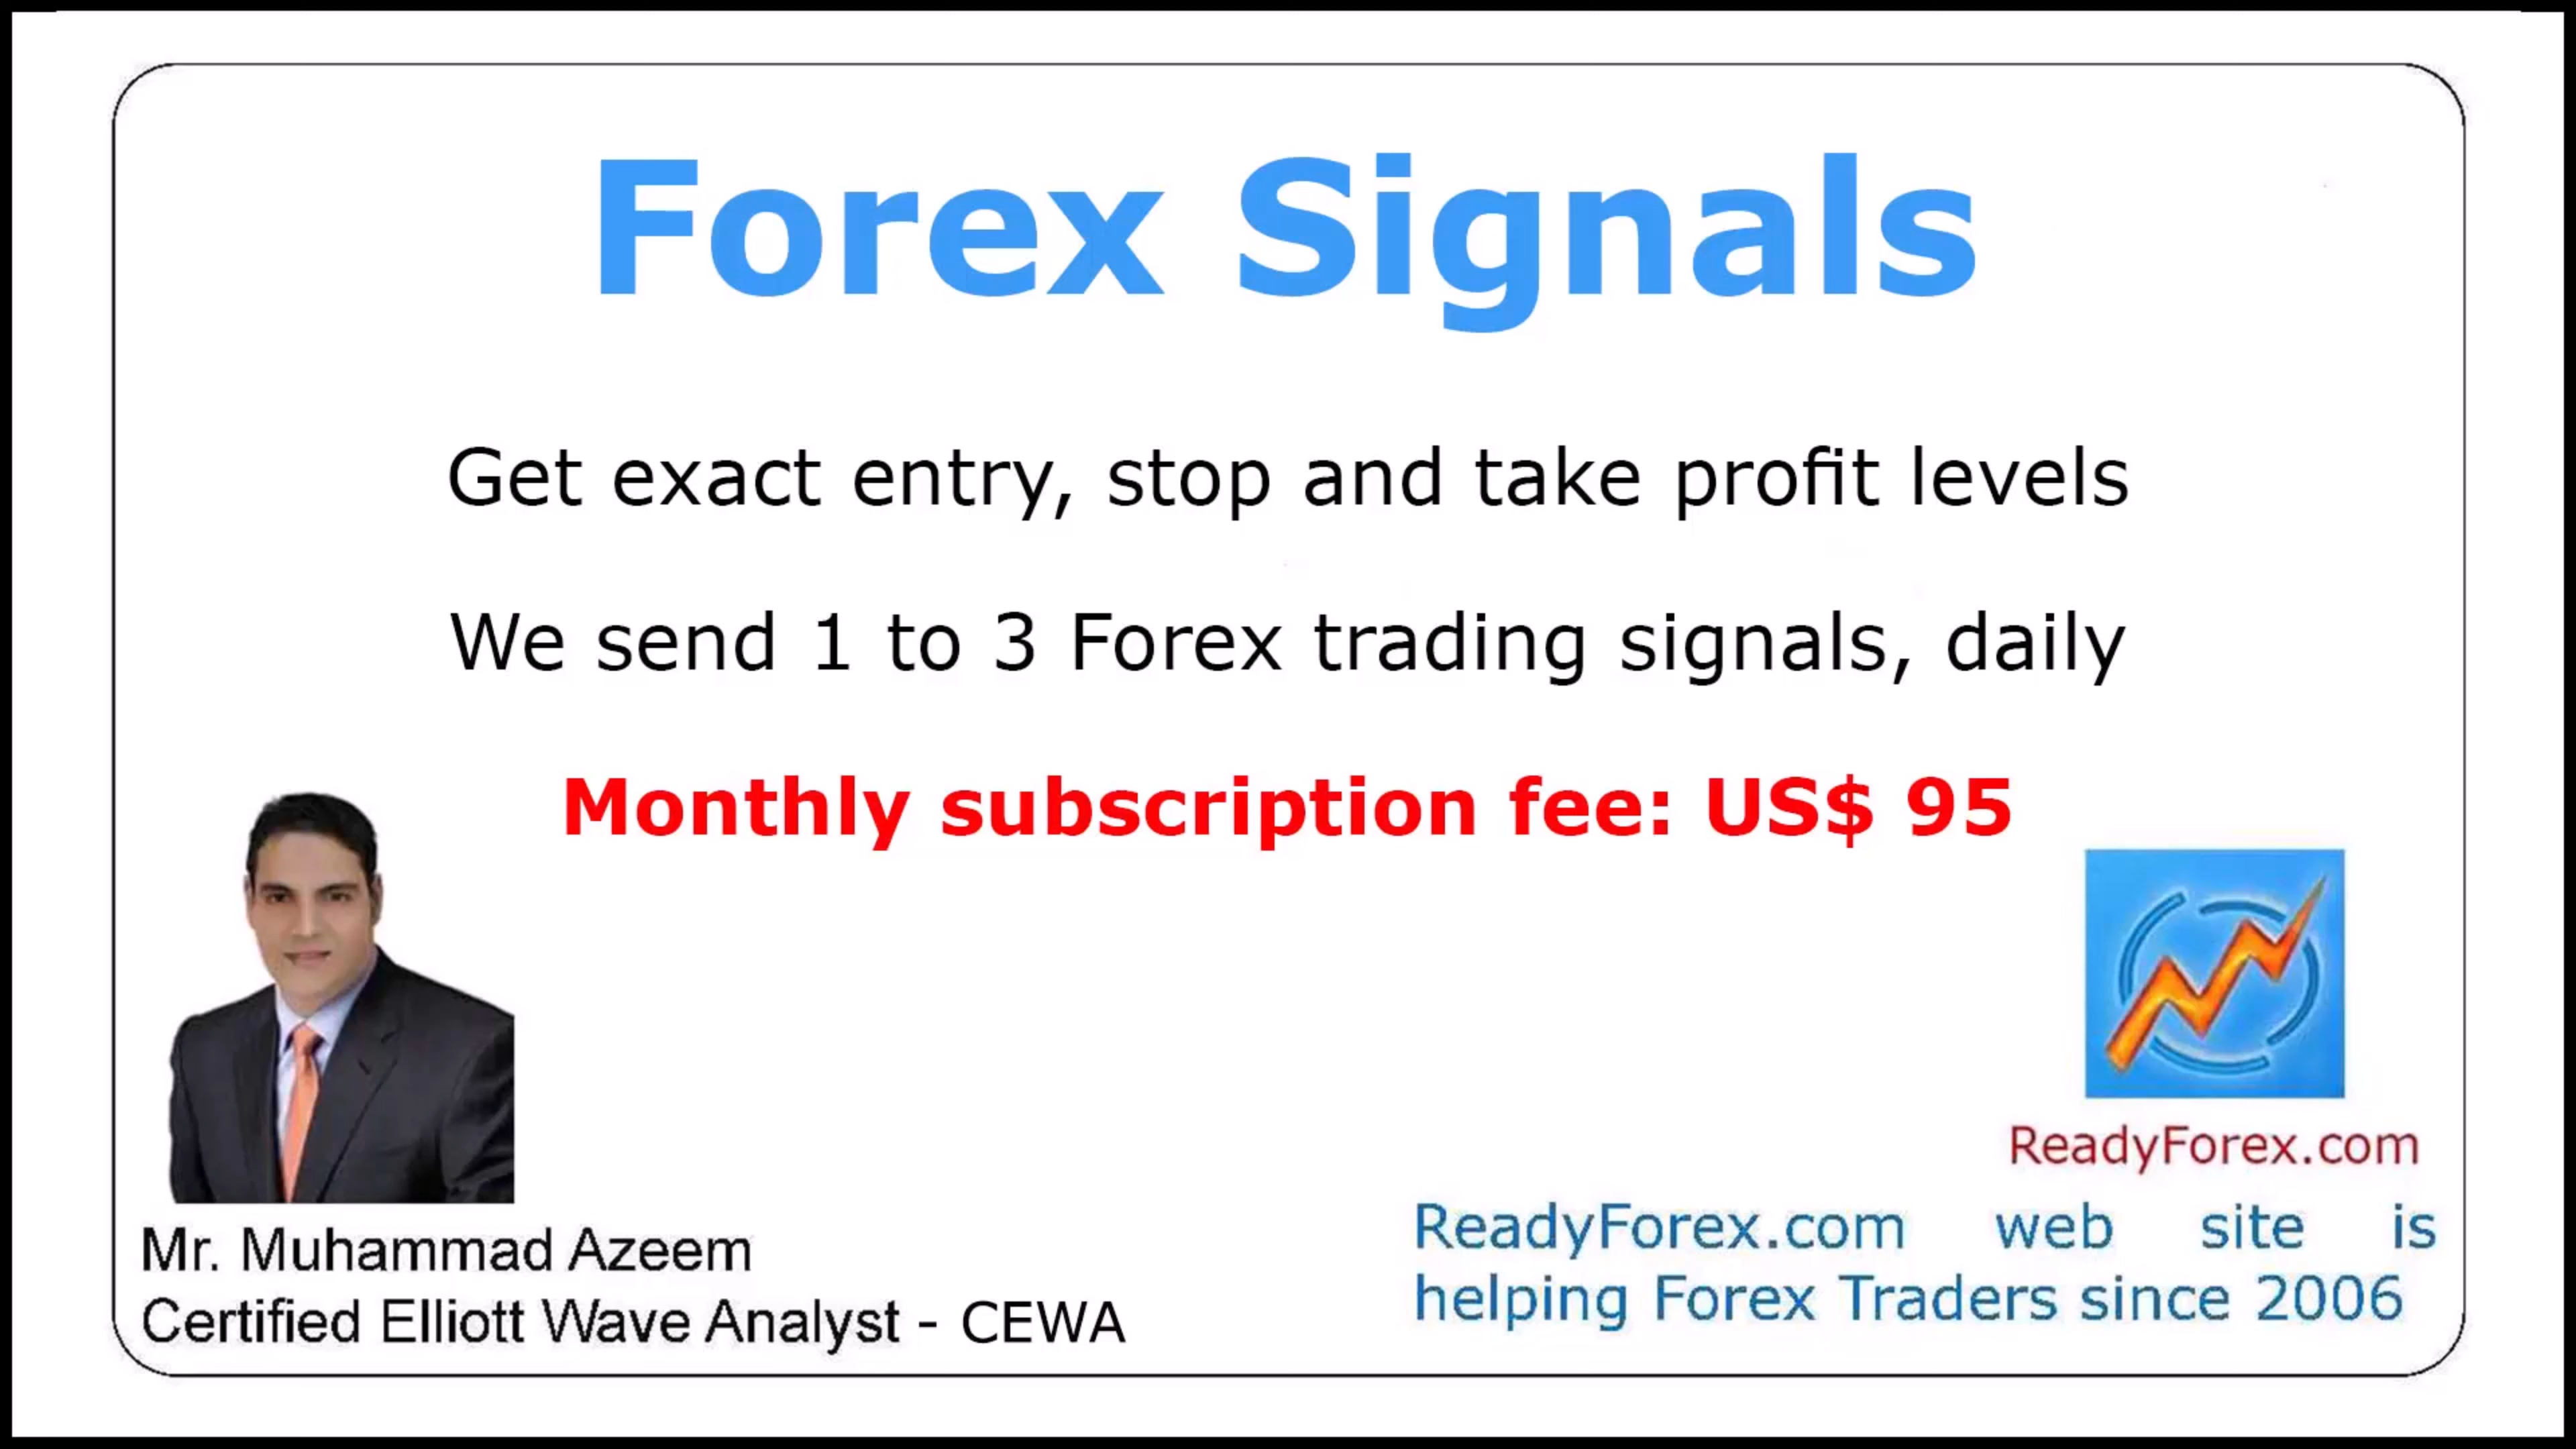 Forex Signals
Get exact entry, stop and take profit levels
We send 1 to 3 Forex trading signals, daily
Monthly subscription fee: US$ 95
ReadyForex.com
Mr. Muhammad Azeem
Certified Elliott Wave Analyst - CEWA
ReadyForex.com web site is
helping Forex Traders since 2006